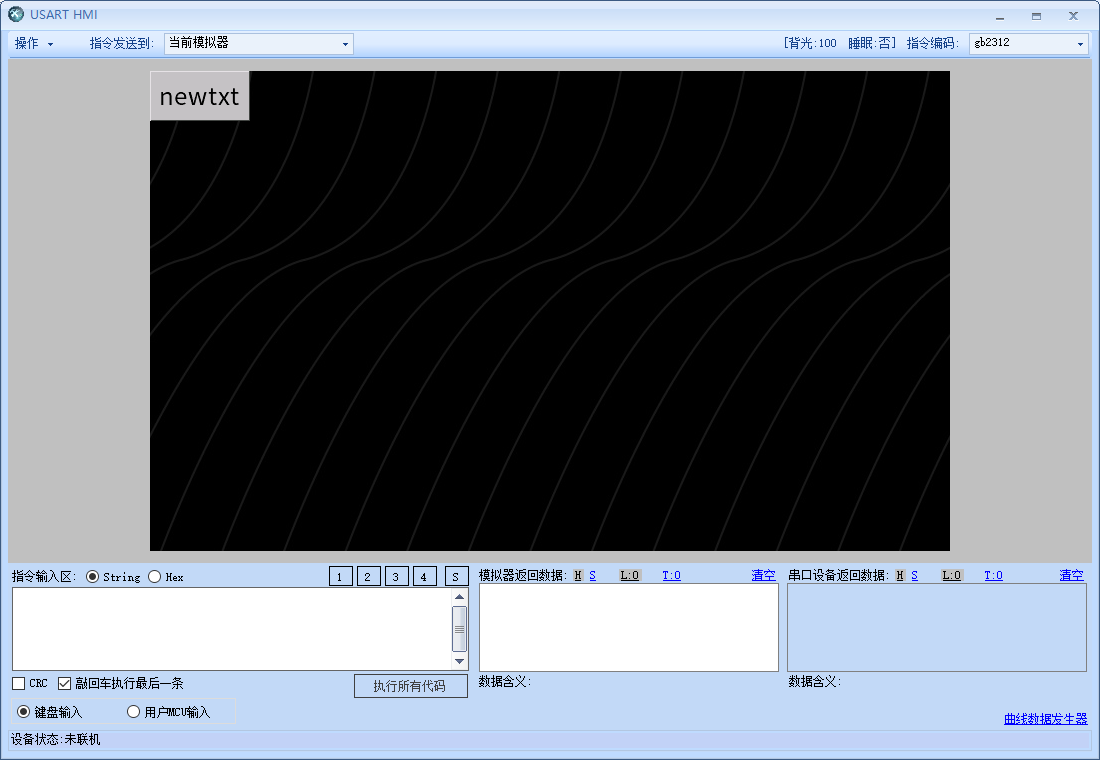 USART HMI
操作 指令发送到: 当前模拟器 [背光:100 睡眠:否] 指令编码: gb2312
newtxt
指令输入区: String Hex 1 2 3 4 S 模拟器返回数据: H S L:0 T:0 清空 串口设备返回数据: H S L:0 T:0 清空
CRC 敲回车执行最后一条 执行所有代码 数据含义: 数据含义:
键盘输入 用户MCU输入
曲线数据发生器
设备状态:未联机